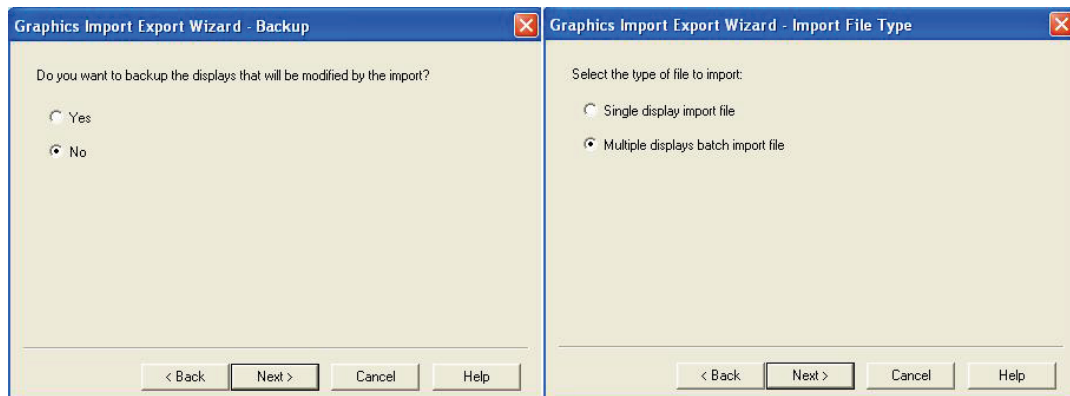 Graphics Import Export Wizard - Backup
Do you want to backup the displays that will be modified by the import?
Yes
No
< Back Next > Cancel Help
Graphics Import Export Wizard - Import File Type
Select the type of file to import:
Single display import file
Multiple displays batch import file
< Back Next > Cancel Help